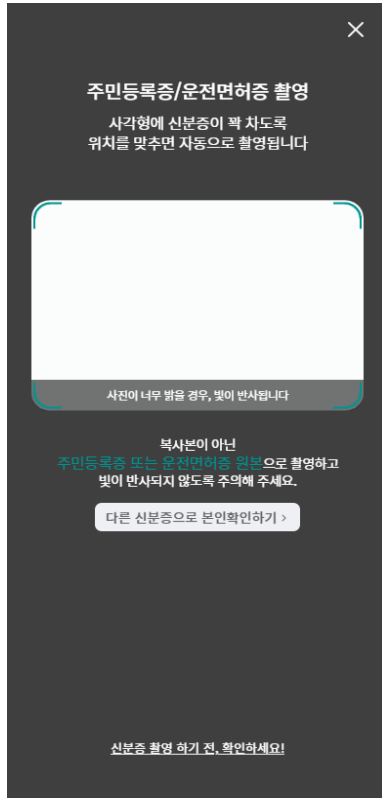 주민등록증/운전면허증 촬영
사각형에 신분증이 꽉 차도록
위치를 맞추면 자동으로 촬영됩니다
사진이 너무 밝을 경우, 빛이 반사됩니다
복사본이 아닌
주민등록증 또는 운전면허증 원본으로 촬영하고
빛이 반사되지 않도록 주의해 주세요.
다른 신분증으로 본인확인하기 >
신분증 촬영 하기 전, 확인하세요!